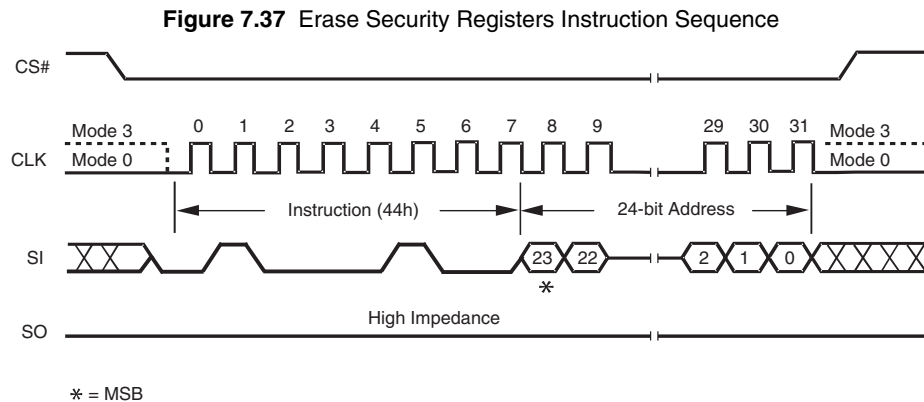 Figure 7.37 Erase Security Registers Instruction Sequence
CS#
Mode 3 0 1 2 3 4 5 6 7 8 9 29 30 31 Mode 3
CLK Mode 0 Mode 0
Instruction (44h) 24-bit Address
SI 23 22 2 1 0
*
High Impedance
SO
* = MSB